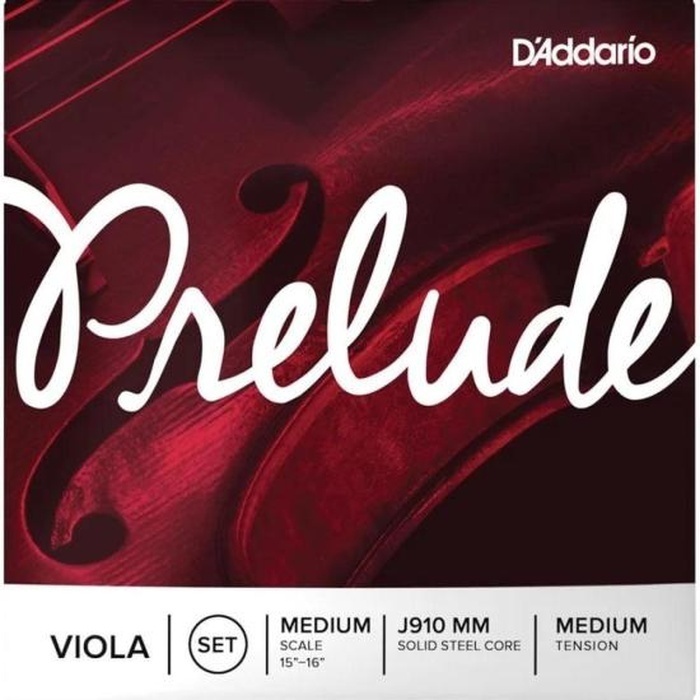 D'Addario
Prelude
VIOLA
SET
MEDIUM
SCALE
15"–16"
J910 MM
SOLID STEEL CORE
MEDIUM
TENSION